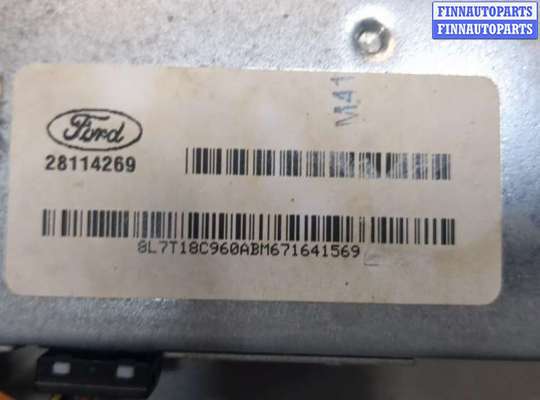 FINNAUTOPARTS
FINNAUTOPARTS
M41
Ford
28114269
8L7T18C960ABM671641569